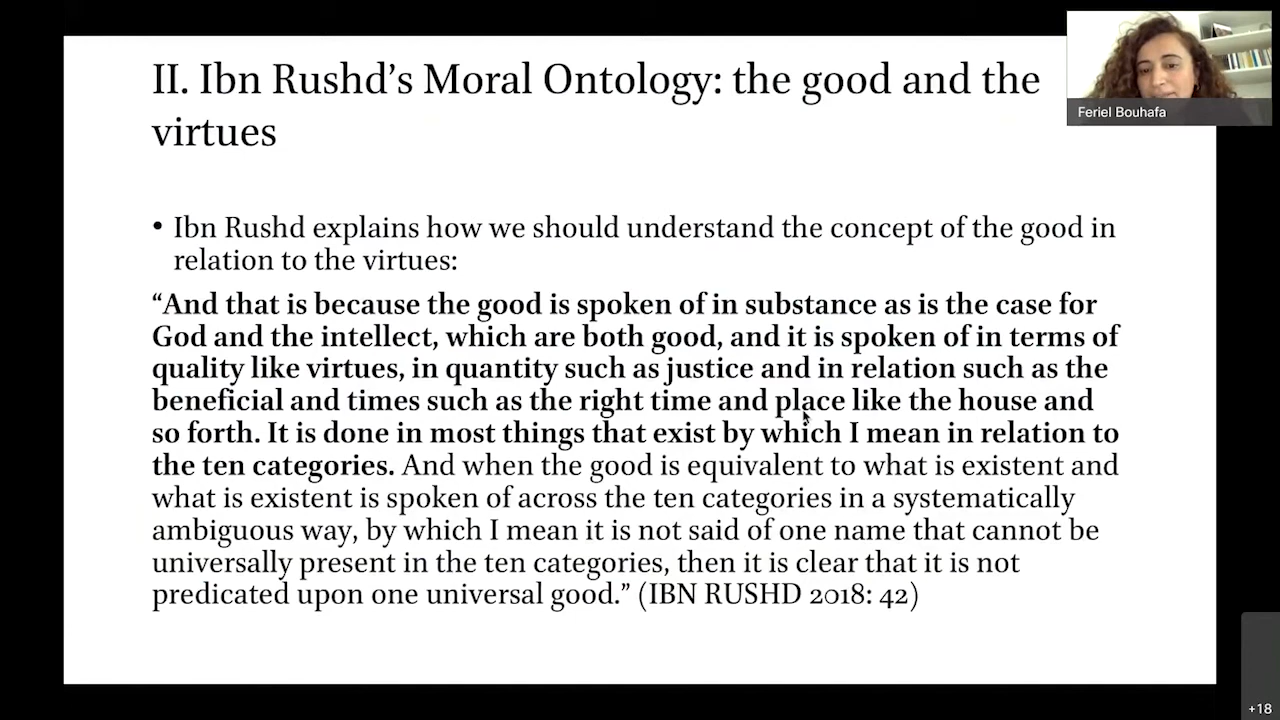 II. Ibn Rushd’s Moral Ontology: the good and the
virtues
Feriel Bouhafa
• Ibn Rushd explains how we should understand the concept of the good in
relation to the virtues:
“And that is because the good is spoken of in substance as is the case for
God and the intellect, which are both good, and it is spoken of in terms of
quality like virtues, in quantity such as justice and in relation such as the
beneficial and times such as the right time and place like the house and
so forth. It is done in most things that exist by which I mean in relation to
the ten categories. And when the good is equivalent to what is existent and
what is existent is spoken of across the ten categories in a systematically
ambiguous way, by which I mean it is not said of one name that cannot be
universally present in the ten categories, then it is clear that it is not
predicated upon one universal good.” (IBN RUSHD 2018: 42)
+18